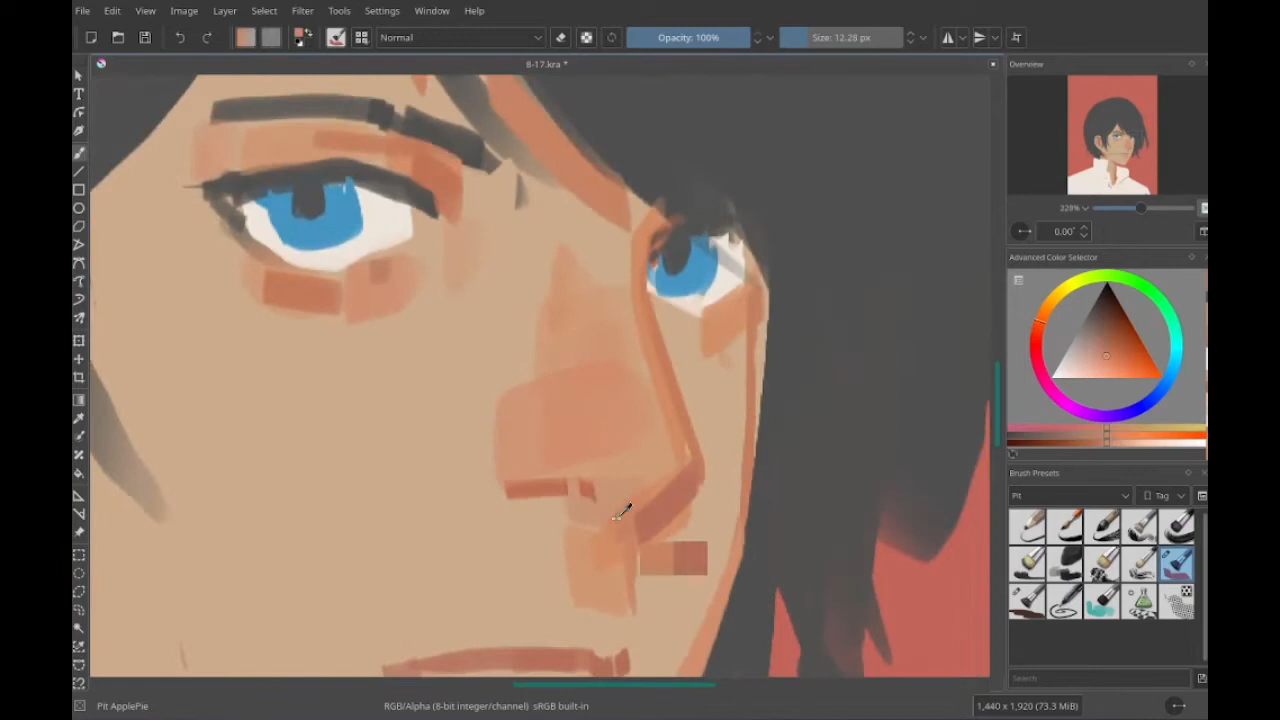 File Edit View Image Layer Select Filter Tools Settings Window Help
Normal
Opacity: 100%
Size: 12.28 px
8-17.kra *
Overview
228%
0.00°
Advanced Color Selector
Brush Presets
Pit
Tag
Search
Pit ApplePie
RGB/Alpha (8-bit integer/channel) sRGB built-in
1,440 x 1,920 (73.3 MiB)